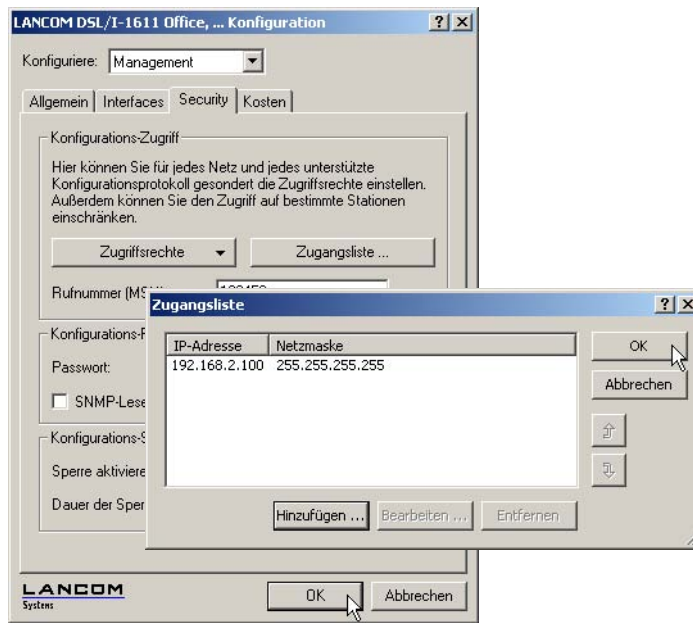 LANCOM DSL/I-1611 Office, ... Konfiguration
Konfiguriere: Management
Allgemein Interfaces Security Kosten
Konfigurations-Zugriff
Hier können Sie für jedes Netz und jedes unterstützte
Konfigurationsprotokoll gesondert die Zugriffsrechte einstellen.
Außerdem können Sie den Zugriff auf bestimmte Stationen
einschränken.
Zugriffsrechte Zugangsliste ...
Rufnummer
Passwort:
Zugangsliste
IP-Adresse Netzmaske
192.168.2.100 255.255.255.255
OK
Abbrechen
Hinzufügen ... Bearbeiten ... Entfernen
Sperre
Dauer der
LANCOM
Systems
OK Abbrechen